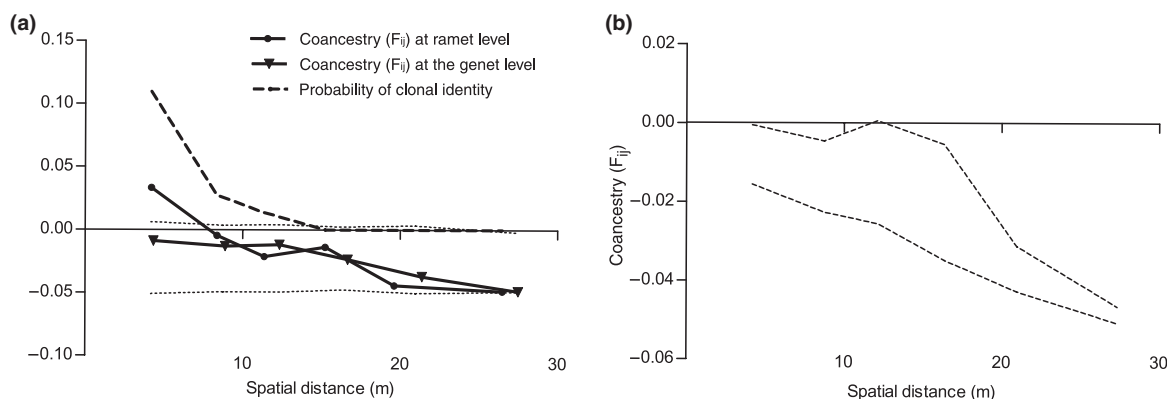 (a)
0.15
0.10
0.05
0.00
−0.05
−0.10
Coancestry (Fij) at ramet level
Coancestry (Fij) at the genet level
Probability of clonal identity
10
20
30
Spatial distance (m)
(b)
0.02
0.00
−0.02
−0.04
−0.06
Coancestry (Fij)
10
20
30
Spatial distance (m)